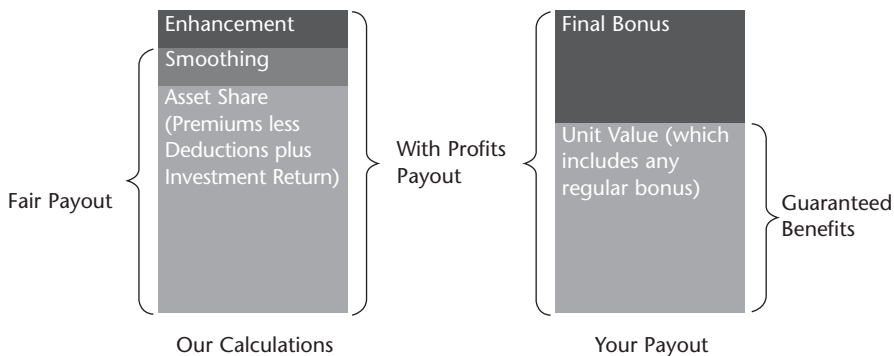 Enhancement
Smoothing
Asset Share
(Premiums less
Deductions plus
Investment Return)
Fair Payout
With Profits
Payout
Final Bonus
Unit Value (which
includes any
regular bonus)
Guaranteed
Benefits
Our Calculations
Your Payout